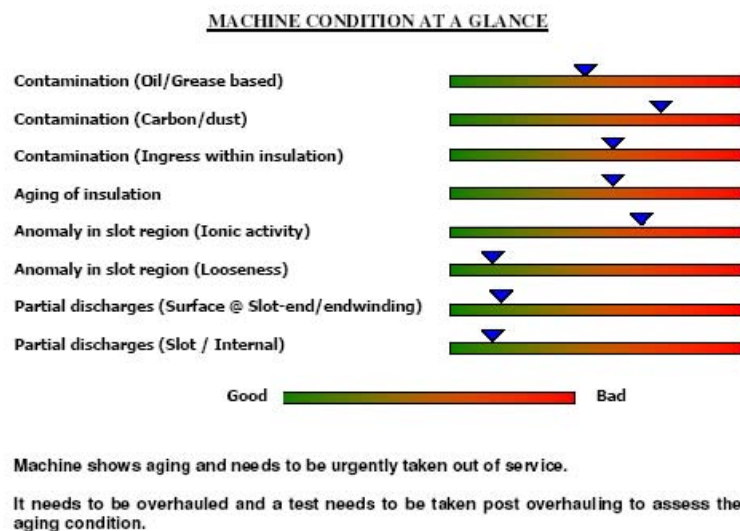 MACHINE CONDITION AT A GLANCE
Contamination (Oil/Grease based)
Contamination (Carbon/dust)
Contamination (Ingress within insulation)
Aging of insulation
Anomaly in slot region (Ionic activity)
Anomaly in slot region (Looseness)
Partial discharges (Surface @ Slot-end/endwinding)
Partial discharges (Slot / Internal)
Good Bad
Machine shows aging and needs to be urgently taken out of service.
It needs to be overhauled and a test needs to be taken post overhauling to assess the
aging condition.